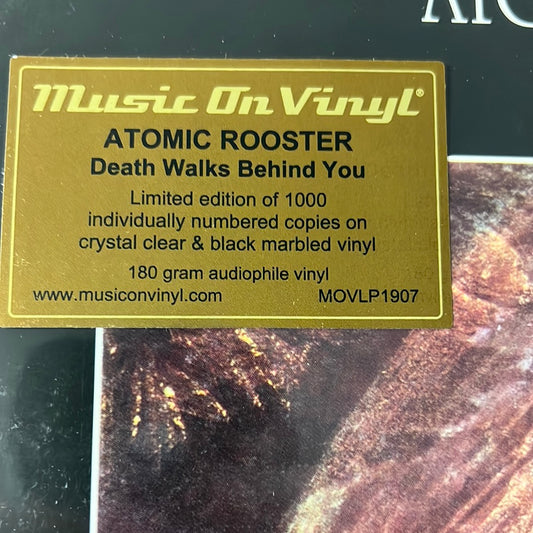 Music On Vinyl®
ATOMIC ROOSTER
Death Walks Behind You
Limited edition of 1000
individually numbered copies on
crystal clear & black marbled vinyl
180 gram audiophile vinyl
www.musiconvinyl.com MOVLP1907